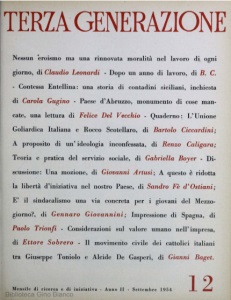 TERZA GENERAZIONE
Nessun eroismo ma una rinnovata moralità nel lavoro di ogni
giorno, di Claudio Leonardi - Dopo un anno di lavoro, di B. C.
- Contessa Entellina: una storia di contadini siciliani, inchiesta
di Carola Gugino - Paese d'Abruzzo, monumento di cose man-
cate, una lettura di Felice Del Vecchio - Quaderno: L'Unione
Goliardica Italiana e Rocco Scotellaro, di Bartolo Ciccardini;
A proposito di un'ideologia inconfessata, di Renzo Caligara;
Teoria e pratica del servizio sociale, di Gabriella Boyer - Di-
scussione: Una mozione, di Giovanni Artusi; A questo è ridotta
la libertà d'iniziativa nel nostro Paese, di Sandro Fè d'Ostiani;
E' il sindacalismo una via concreta per i giovani del Mezzo-
giorno?, di Gennaro Giovannini; Impressione di Spagna, di
Paolo Trionfi - Considerazioni sul valore umano nell'impresa,
di Ettore Sobrero - Il movimento civile dei cattolici italiani
tra Giuseppe Toniolo e Alcide De Gasperi, di Gianni Baget.
Mensile di ricerca e di iniziativa - Anno II - Settembre 1954
12
Biblioteca Gino Bianco